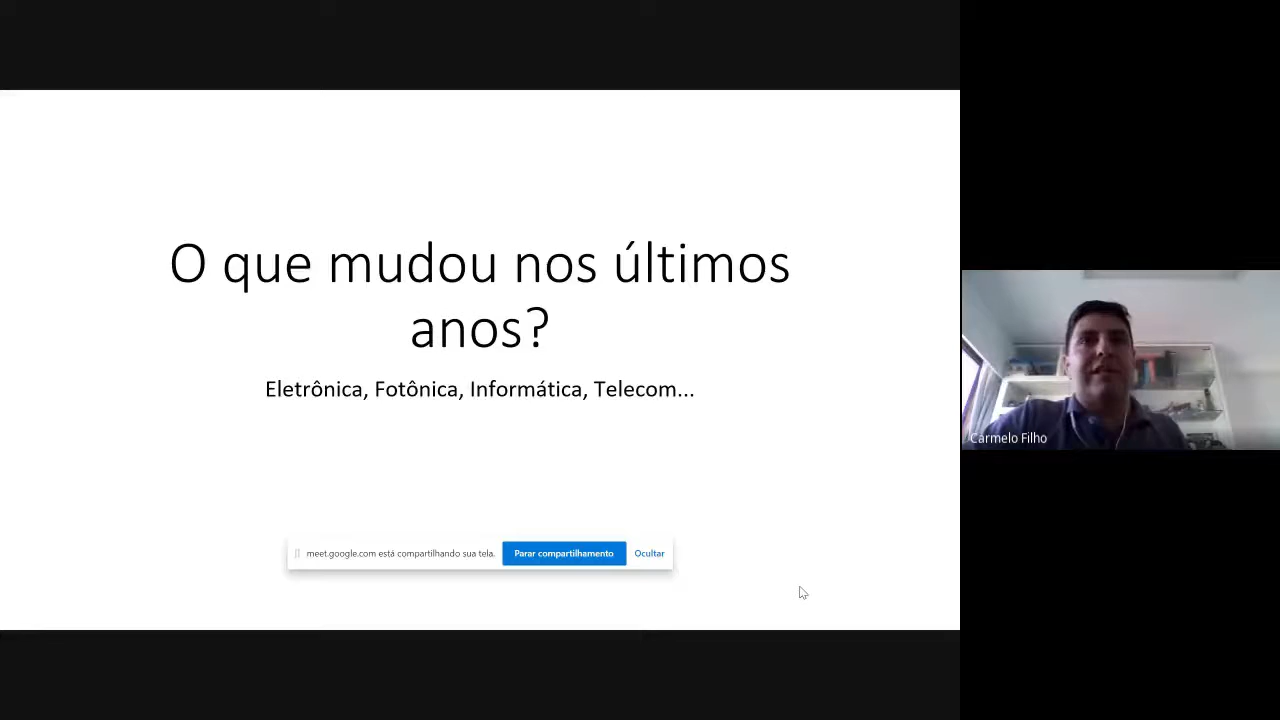 O que mudou nos últimos
anos?
Eletrônica, Fotônica, Informática, Telecom...
meet.google.com está compartilhando sua tela.
Parar compartilhamento
Ocultar
Carmelo Filho